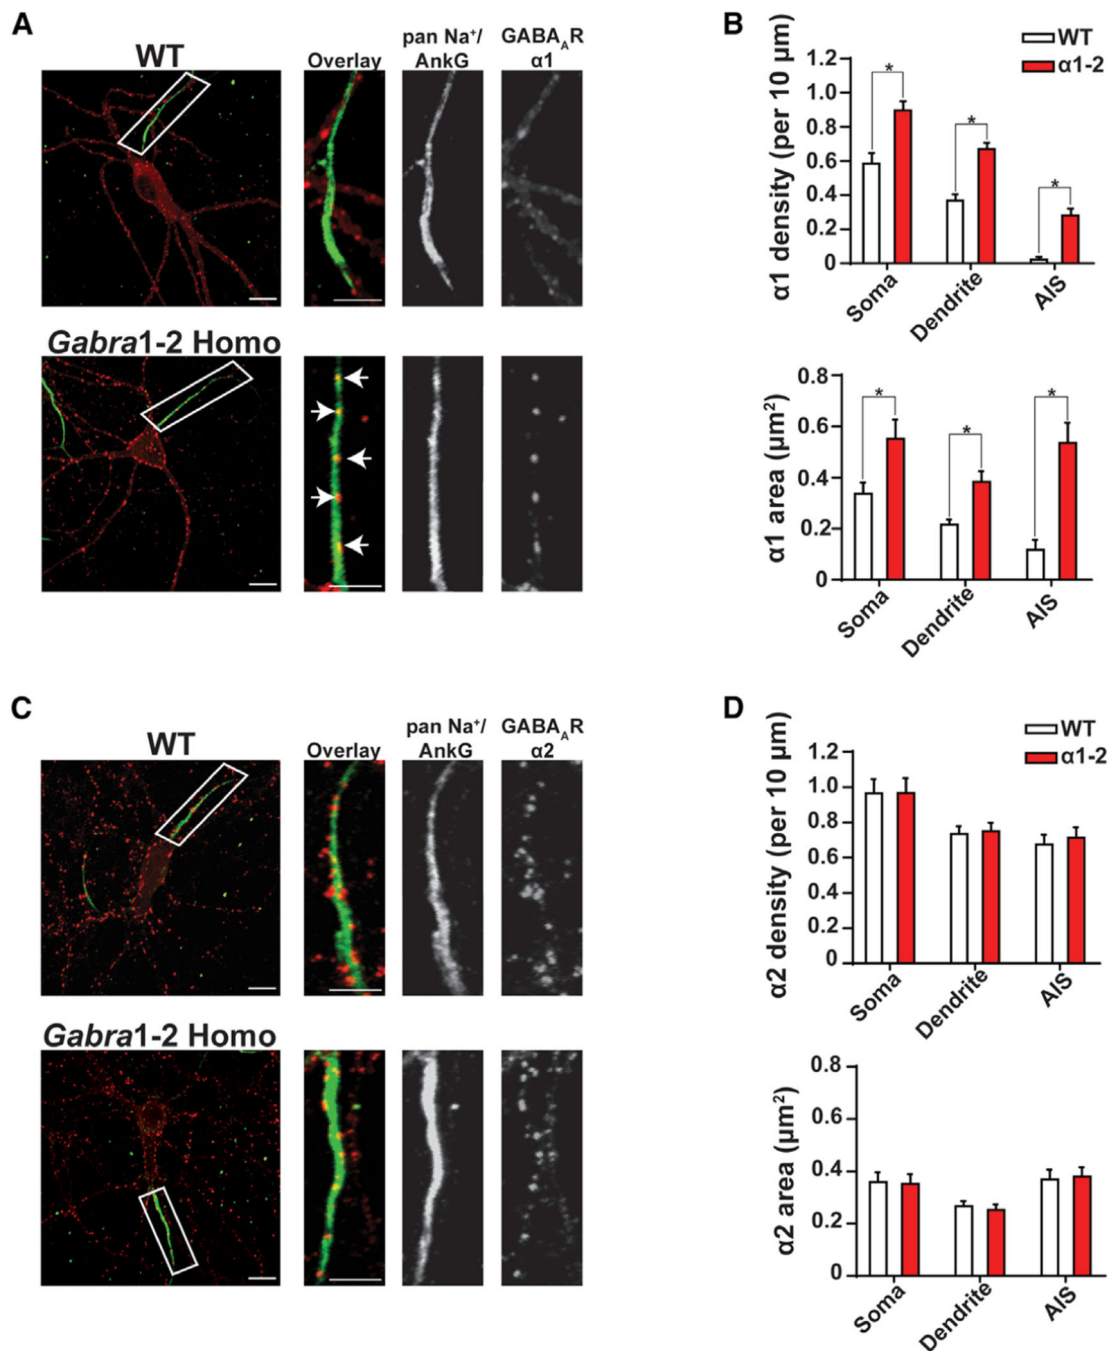 A
WT
Overlay
pan Na⁺/
AnkG
GABA_AR
α1
Gabra1-2 Homo
B
WT
α1-2
α1 density (per 10 μm)
1.2
1.0
0.8
0.6
0.4
0.2
0
*
*
*
Soma
Dendrite
AIS
α1 area (μm²)
0.8
0.6
0.4
0.2
0
*
*
*
Soma
Dendrite
AIS
C
WT
Overlay
pan Na⁺/
AnkG
GABA_AR
α2
Gabra1-2 Homo
D
WT
α1-2
α2 density (per 10 μm)
1.2
1.0
0.8
0.6
0.4
0.2
0
Soma
Dendrite
AIS
α2 area (μm²)
0.8
0.6
0.4
0.2
0
Soma
Dendrite
AIS